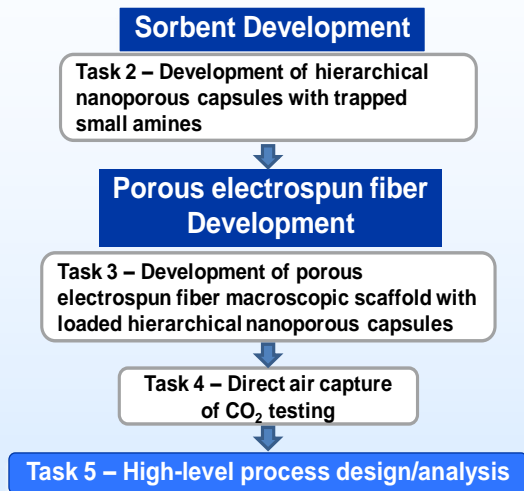 Sorbent Development
Task 2 – Development of hierarchical
nanoporous capsules with trapped
small amines
Porous electrospun fiber
Development
Task 3 – Development of porous
electrospun fiber macroscopic scaffold with
loaded hierarchical nanoporous capsules
Task 4 – Direct air capture
of CO₂ testing
Task 5 – High-level process design/analysis